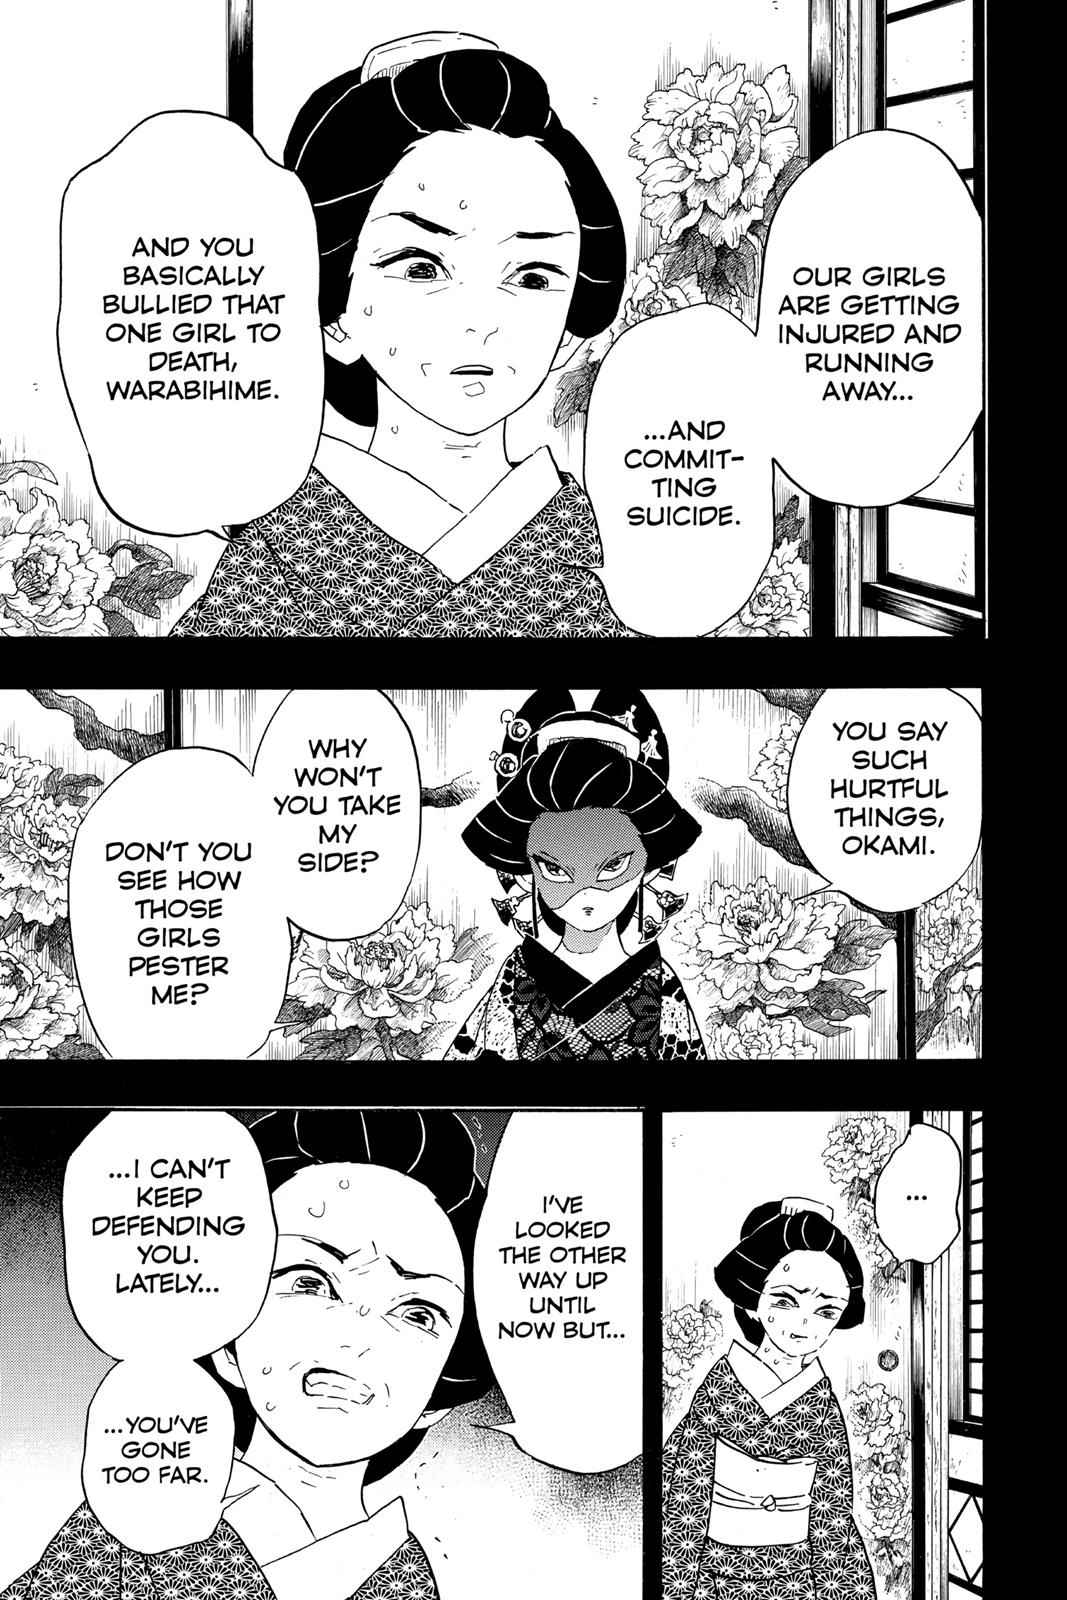 OUR GIRLS
ARE GETTING
INJURED AND
RUNNING
AWAY...
...AND
COMMIT-
TING
SUICIDE.
AND YOU
BASICALLY
BULLIED THAT
ONE GIRL TO
DEATH,
WARABIHIME.
YOU SAY
SUCH
HURTFUL
THINGS,
OKAMI.
WHY
WON'T
YOU TAKE
MY
SIDE?
DON'T YOU
SEE HOW
THOSE
GIRLS
PESTER
ME?
...
I'VE
LOOKED
THE OTHER
WAY UP
UNTIL
NOW BUT...
...I CAN'T
KEEP
DEFENDING
YOU.
LATELY...
...YOU'VE
GONE
TOO FAR.